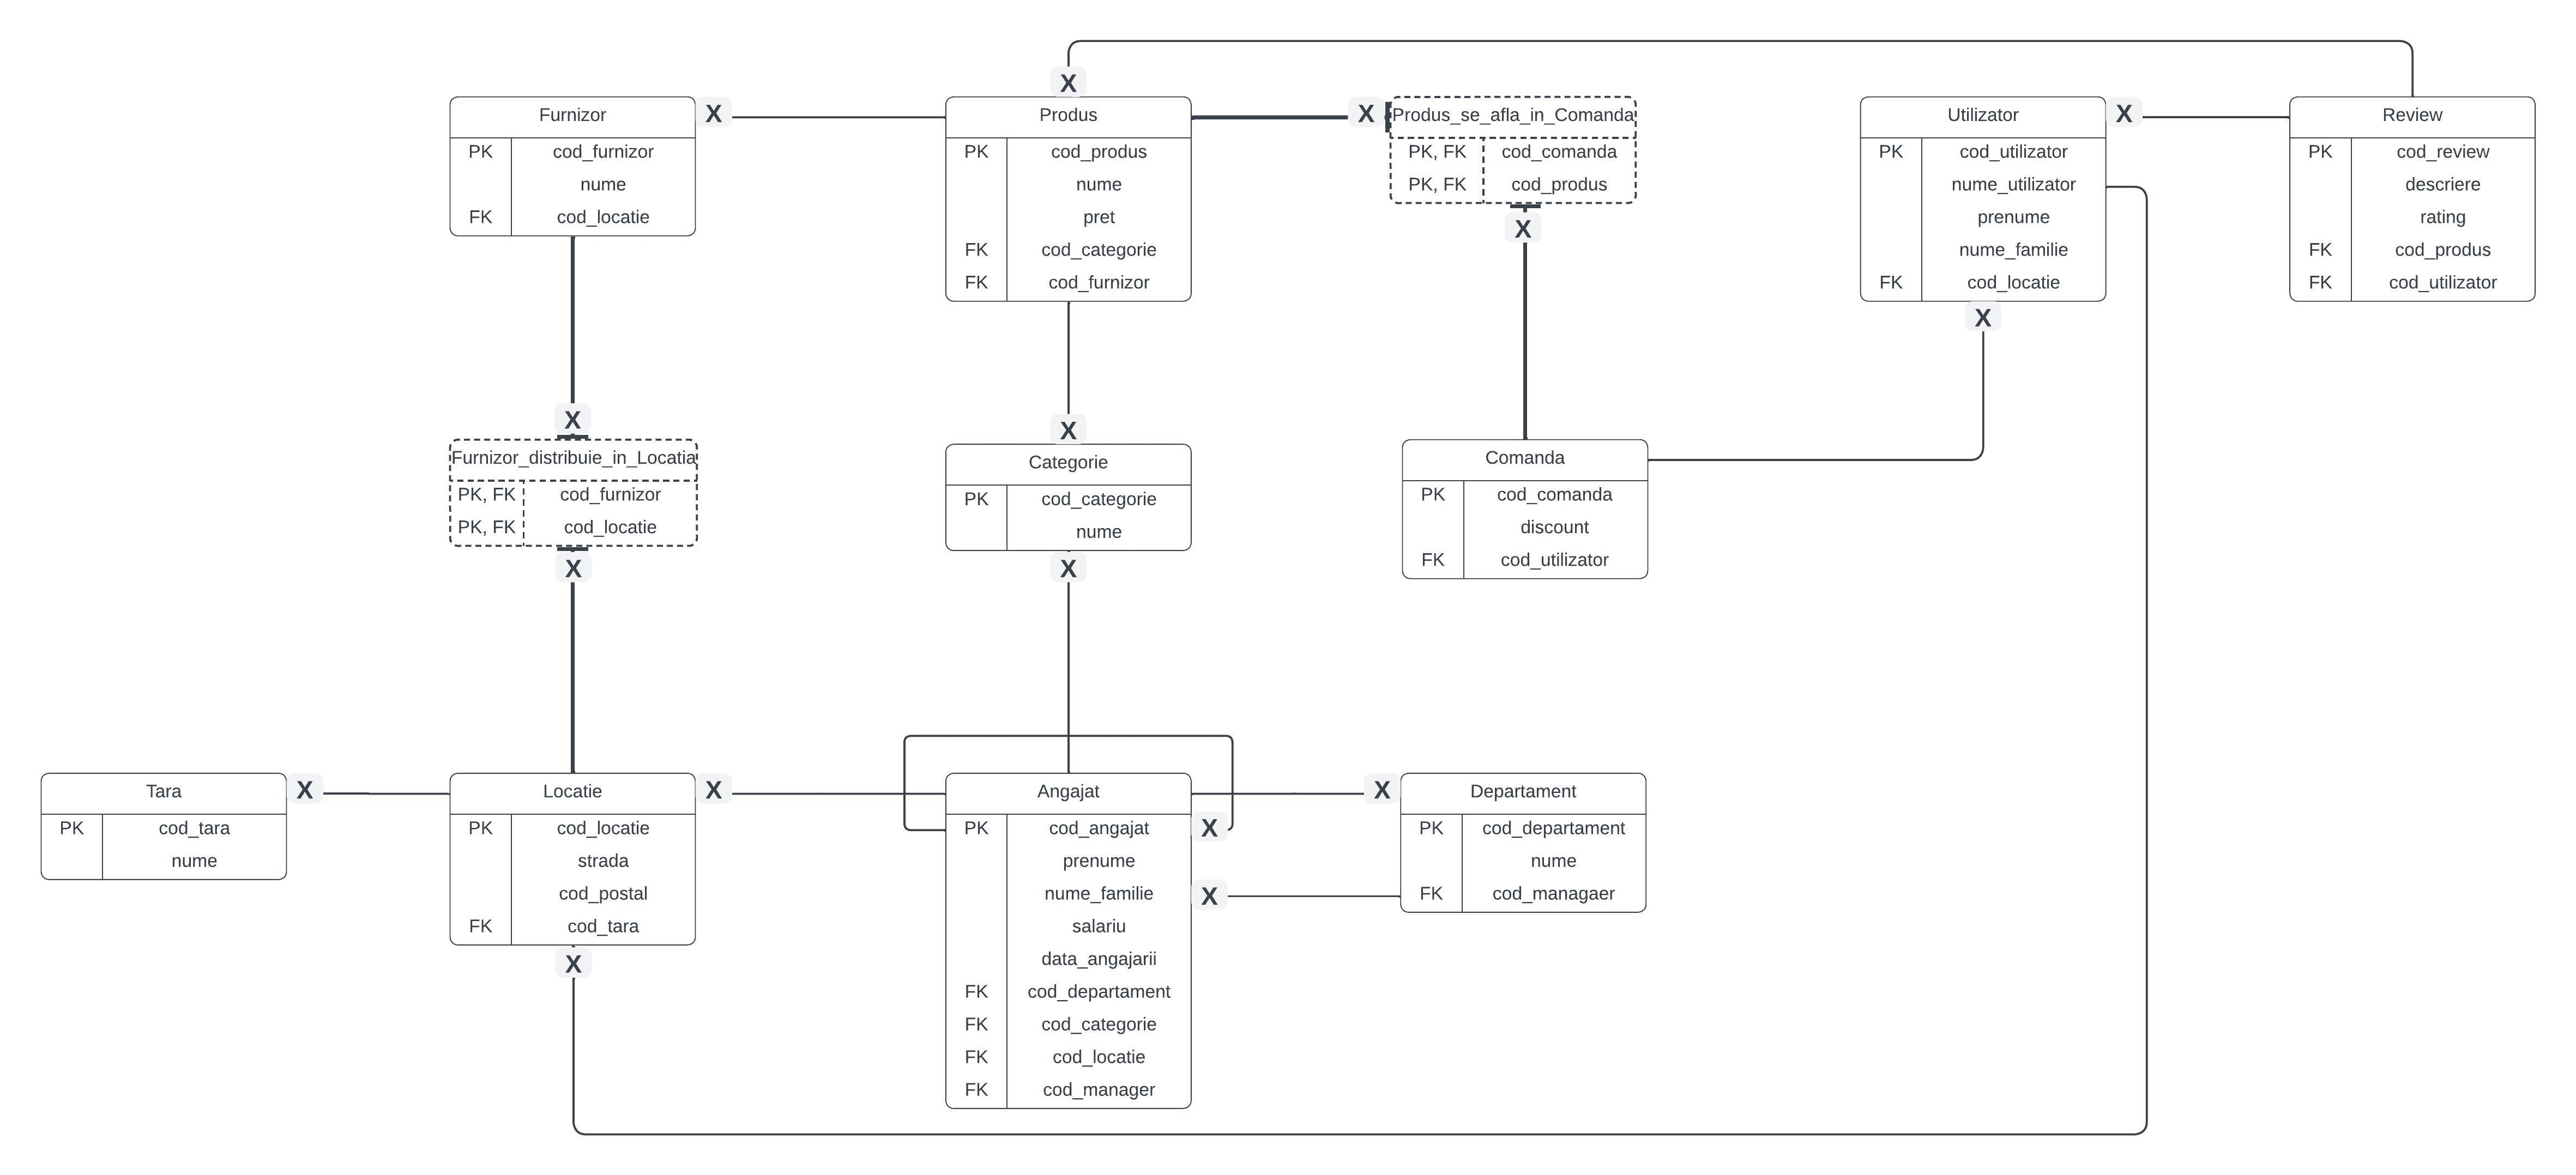 X
Furnizor
PK cod_furnizor
nume
FK cod_locatie
X
Produs
PK cod_produs
nume
pret
FK cod_categorie
FK cod_furnizor
X
Produs_se_afla_in_Comanda
PK, FK cod_comanda
PK, FK cod_produs
X
Utilizator
PK cod_utilizator
nume_utilizator
prenume
nume_familie
FK cod_locatie
X
X
Review
PK cod_review
descriere
rating
FK cod_produs
FK cod_utilizator
X
Furnizor_distribuie_in_Locatia
PK, FK cod_furnizor
PK, FK cod_locatie
X
X
Categorie
PK cod_categorie
nume
X
Comanda
PK cod_comanda
discount
FK cod_utilizator
Tara
PK cod_tara
nume
X
Locatie
PK cod_locatie
strada
cod_postal
FK cod_tara
X
X
Angajat
PK cod_angajat
prenume
nume_familie
salariu
data_angajarii
FK cod_departament
FK cod_categorie
FK cod_locatie
FK cod_manager
X
X
X
Departament
PK cod_departament
nume
FK cod_managaer